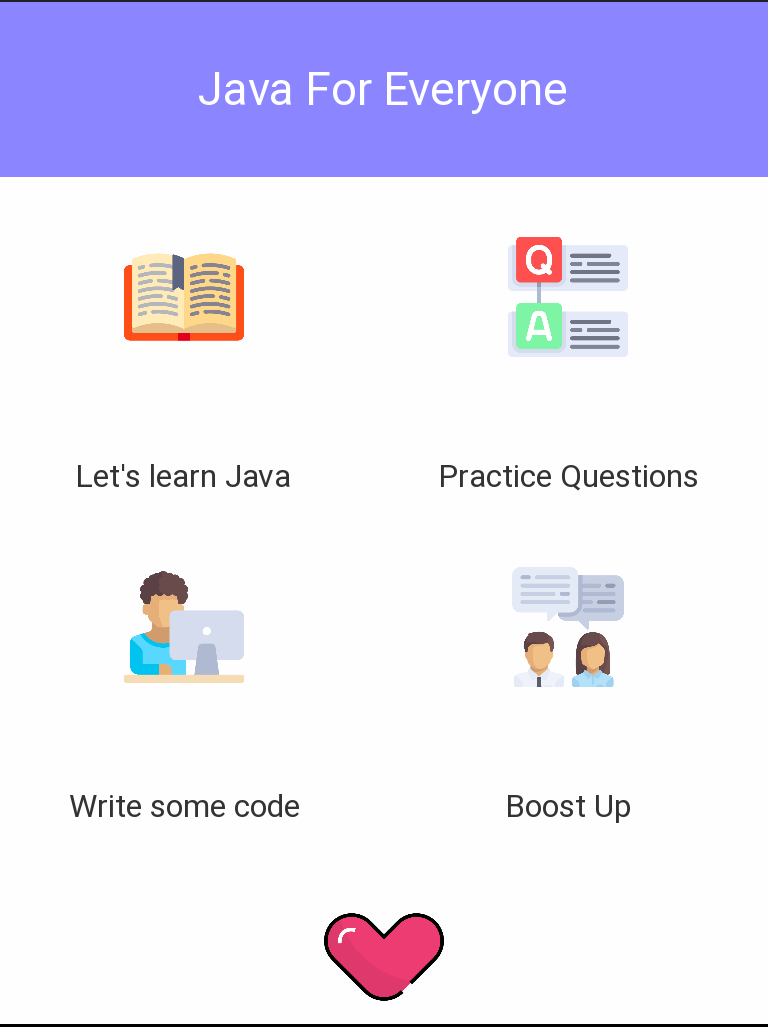 Java For Everyone
Q
A
Let's learn Java
Practice Questions
Write some code
Boost Up